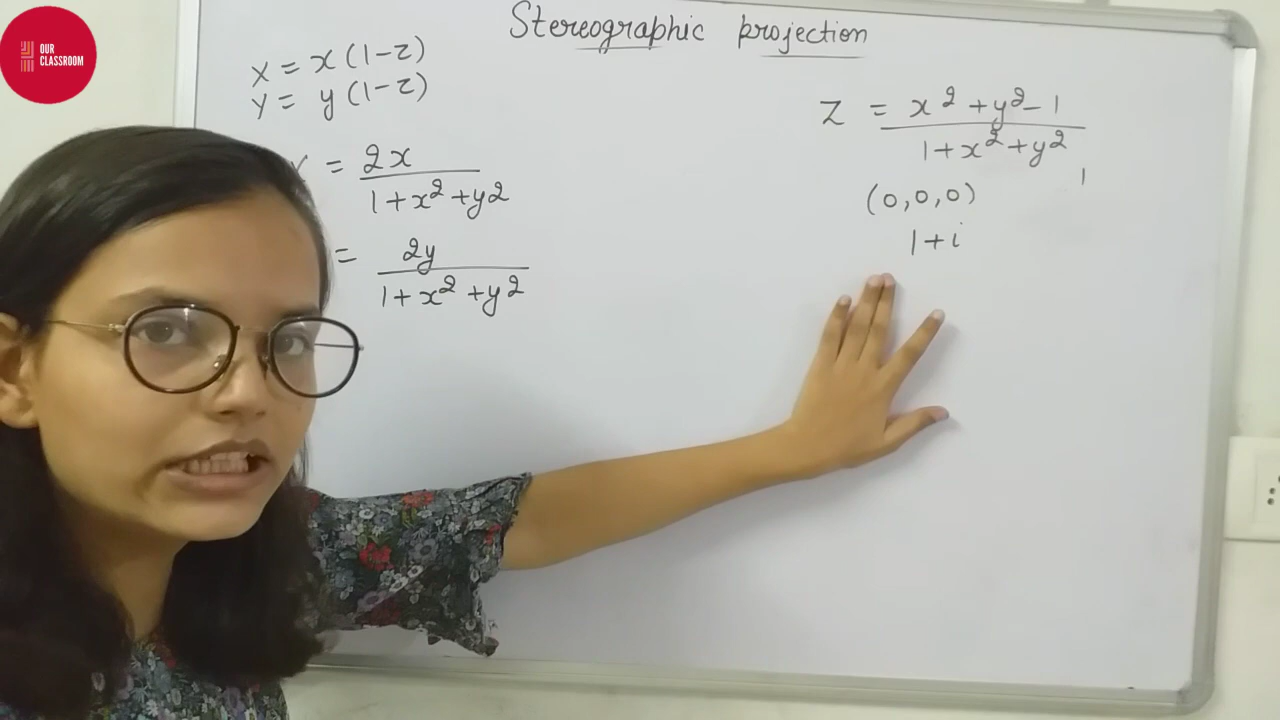 OUR
CLASSROOM
Stereographic projection
X = x(1-z)
Y = y(1-z)
= 2x / 1+x²+y²
= 2y / 1+x²+y²
Z = x²+y²-1 / 1+x²+y²
(0,0,0)
1+i